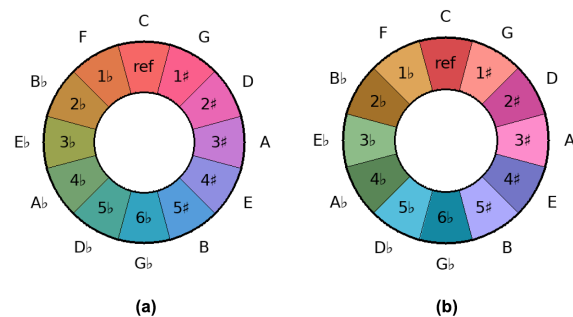 C
F G
B♭ 1♭ ref 1♯ D
2♭ 2♯
E♭ 3♭ 3♯ A
4♭ 4♯
A♭ 5♭ 6♭ 5♯ E
D♭ B
G♭
(a)
C
F G
B♭ 1♭ ref 1♯ D
2♭ 2♯
E♭ 3♭ 3♯ A
4♭ 4♯
A♭ 5♭ 6♭ 5♯ E
D♭ B
G♭
(b)